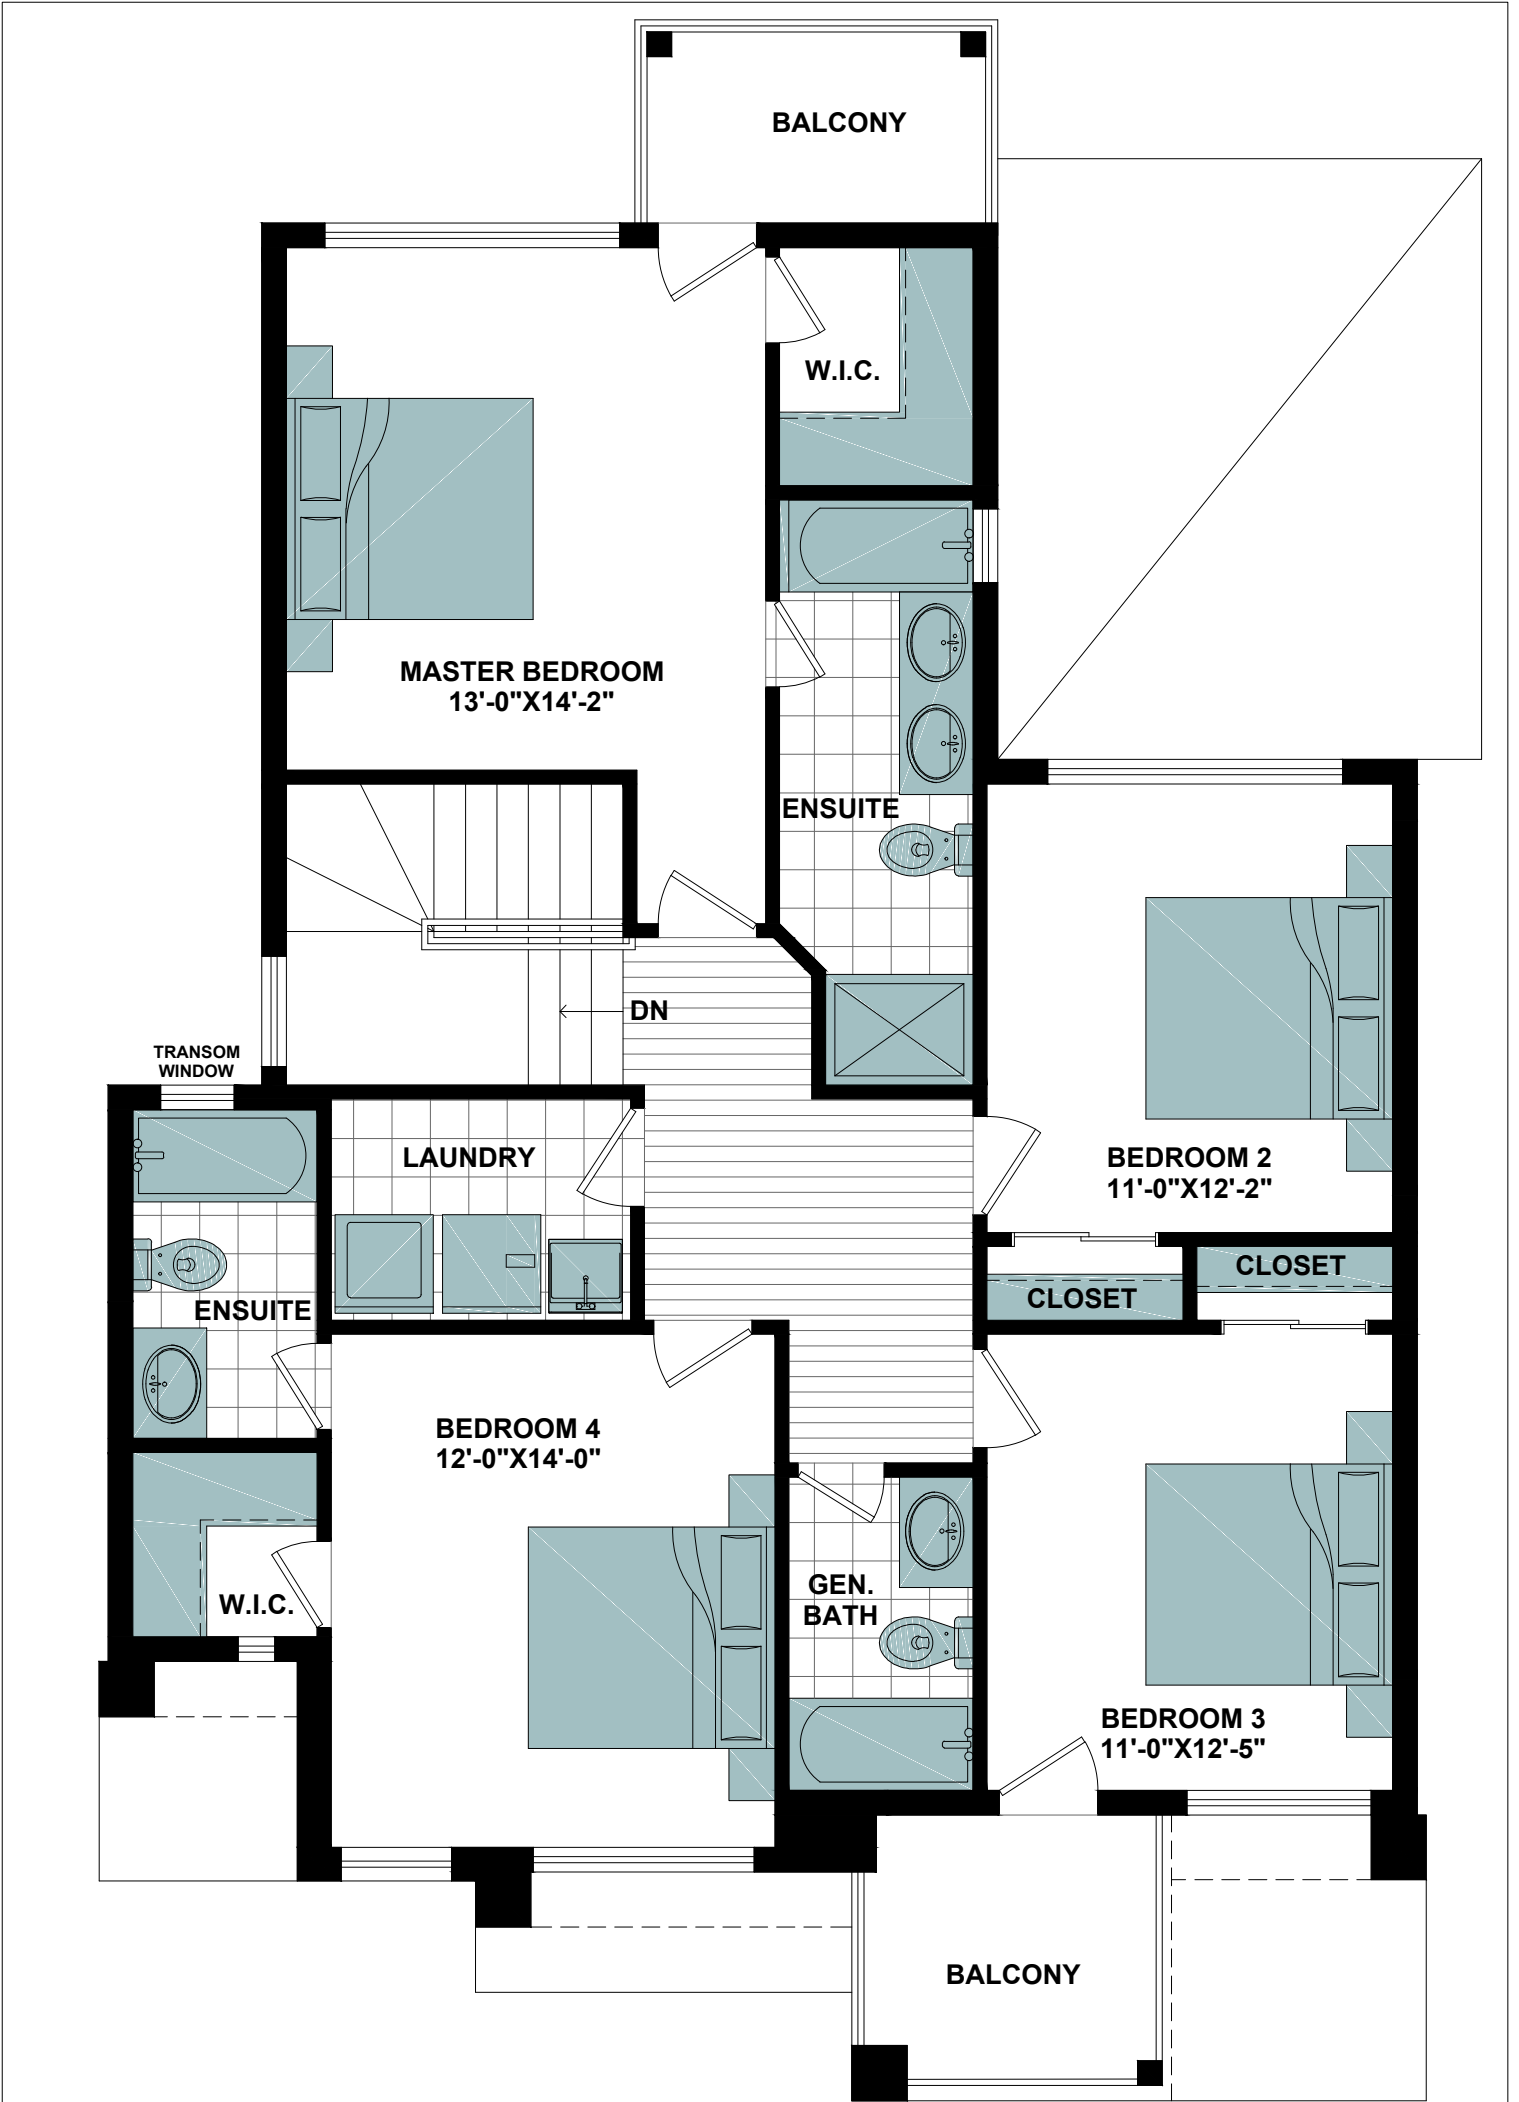 BALCONY
W.I.C.
MASTER BEDROOM
13'-0"X14'-2"
ENSUITE
DN
TRANSOM
WINDOW
LAUNDRY
BEDROOM 2
11'-0"X12'-2"
CLOSET
CLOSET
ENSUITE
BEDROOM 4
12'-0"X14'-0"
W.I.C.
GEN.
BATH
BEDROOM 3
11'-0"X12'-5"
BALCONY